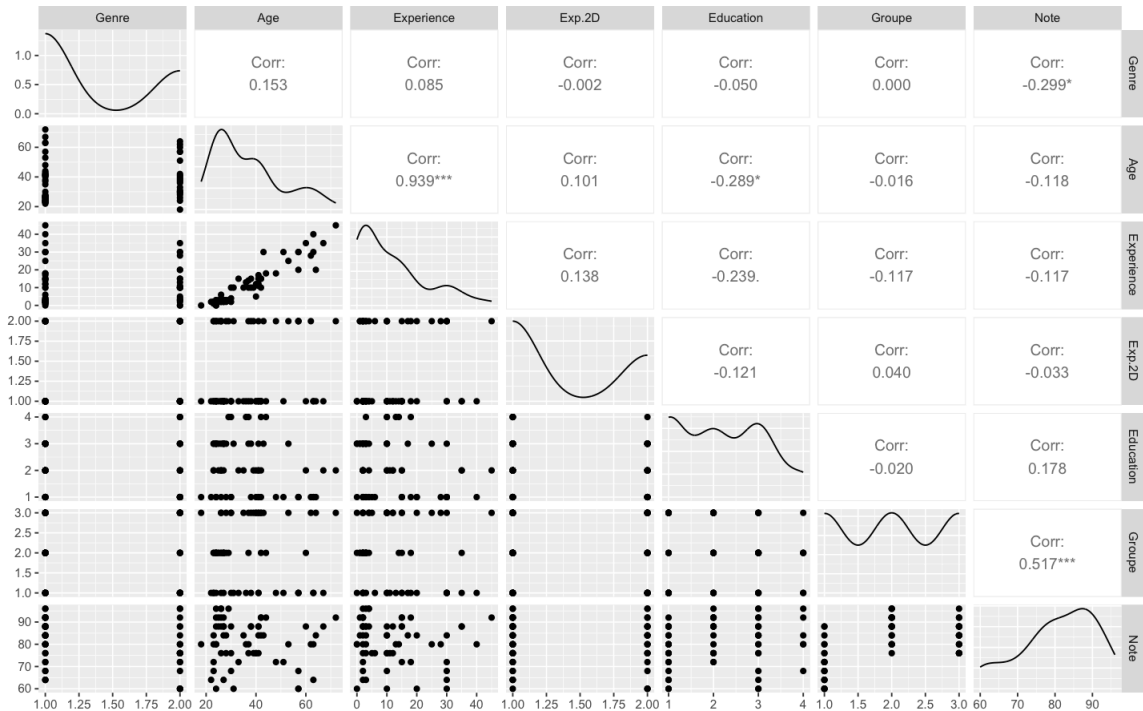 Genre Age Experience Exp.2D Education Groupe Note
1.0
0.5
0.0
Corr:
0.153
Corr:
0.085
Corr:
-0.002
Corr:
-0.050
Corr:
0.000
Corr:
-0.299*
Genre
60
40
20
Corr:
0.939***
Corr:
0.101
Corr:
-0.289*
Corr:
-0.016
Corr:
-0.118
Age
40
30
20
10
0
Corr:
0.138
Corr:
-0.239.
Corr:
-0.117
Corr:
-0.117
Experience
2.00
1.75
1.50
1.25
1.00
Corr:
-0.121
Corr:
0.040
Corr:
-0.033
Exp.2D
4
3
2
1
Corr:
-0.020
Corr:
0.178
Education
3.0
2.5
2.0
1.5
1.0
Corr:
0.517***
Groupe
90
80
70
60
Note
1.00 1.25 1.50 1.75 2.00 20 40 60 0 10 20 30 40 1.00 1.25 1.50 1.75 2.00 1 2 3 4 1.0 1.5 2.0 2.5 3.0 60 70 80 90